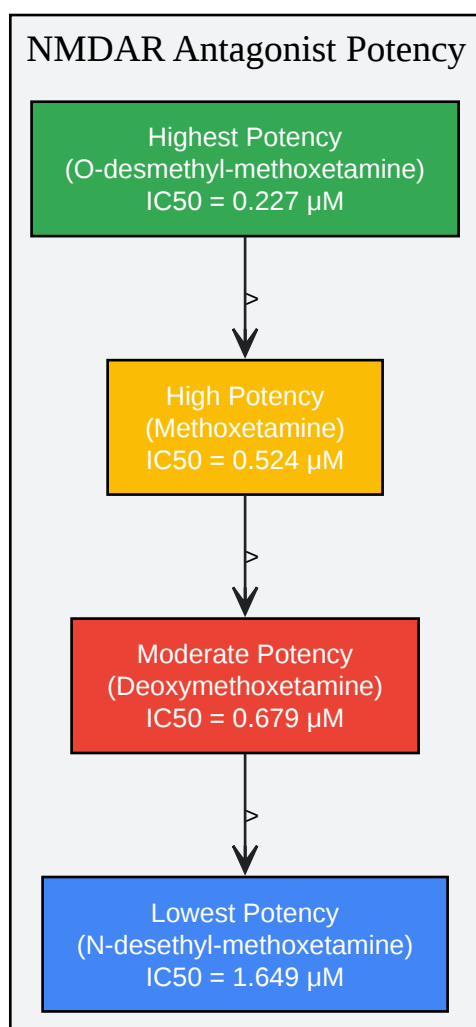 NMDAR Antagonist Potency
Highest Potency
(O-desmethyl-methoxetamine)
IC50 = 0.227 μM
>
High Potency
(Methoxetamine)
IC50 = 0.524 μM
>
Moderate Potency
(Deoxymethoxetamine)
IC50 = 0.679 μM
>
Lowest Potency
(N-desethyl-methoxetamine)
IC50 = 1.649 μM